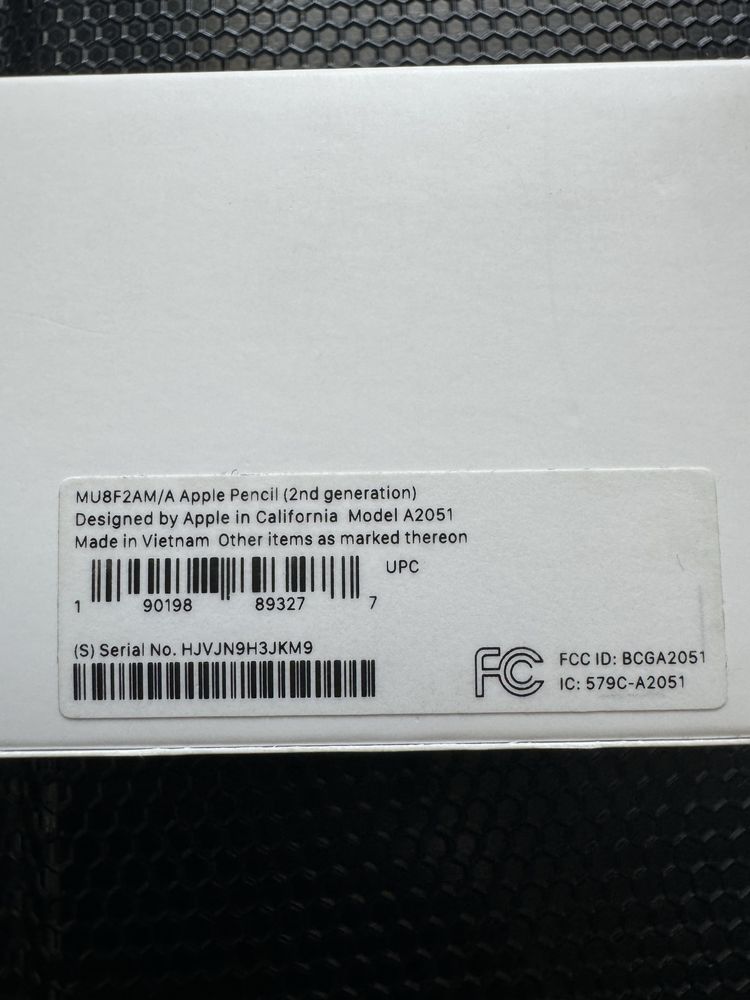 MU8F2AM/A Apple Pencil (2nd generation)
Designed by Apple in California Model A2051
Made in Vietnam Other items as marked thereon
UPC
1 90198 89327 7
(S) Serial No. HJVJN9H3JKM9
FC FCC ID: BCGA2051
IC: 579C-A2051